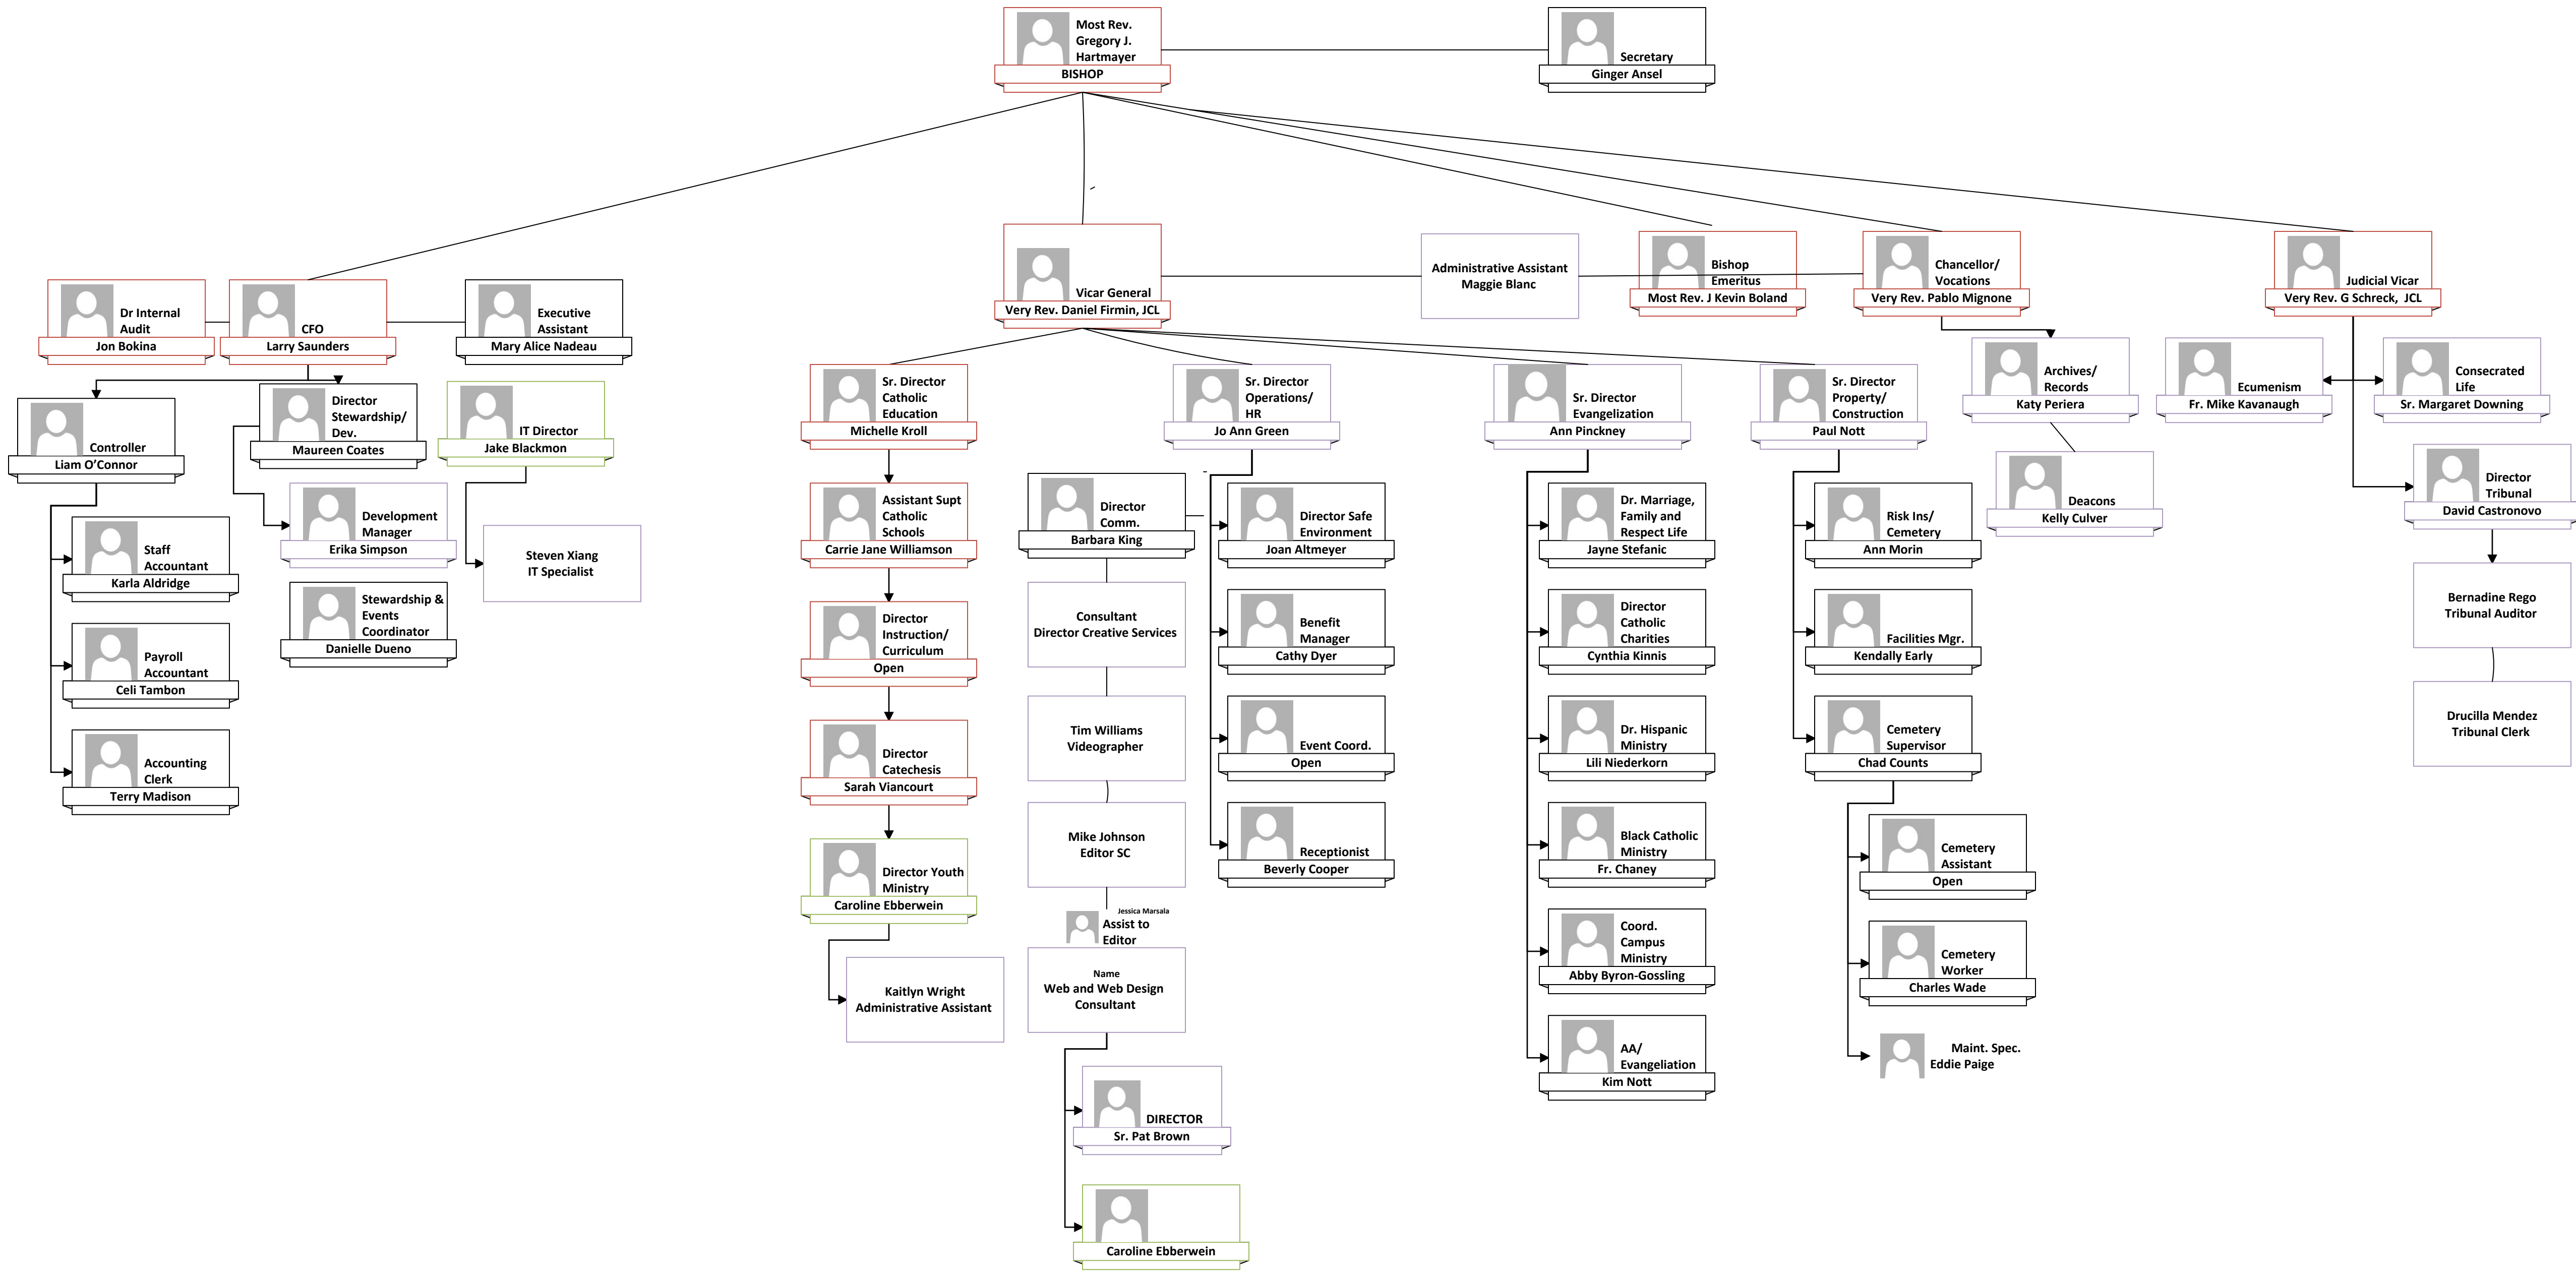 Most Rev.
Gregory J.
Hartmayer
BISHOP
Secretary
Ginger Ansel
Dr Internal
Audit
Jon Bokina
CFO
Larry Saunders
Executive
Assistant
Mary Alice Nadeau
Vicar General
Very Rev. Daniel Firmin, JCL
Administrative Assistant
Maggie Blanc
Bishop
Emeritus
Most Rev. J Kevin Boland
Chancellor/
Vocations
Very Rev. Pablo Mignone
Judicial Vicar
Very Rev. G Schreck, JCL
Controller
Liam O’Connor
Director
Stewardship/
Dev.
Maureen Coates
IT Director
Jake Blackmon
Staff
Accountant
Karla Aldridge
Payroll
Accountant
Celi Tambon
Accounting
Clerk
Terry Madison
Development
Manager
Erika Simpson
Stewardship &
Events
Coordinator
Danielle Dueno
Steven Xiang
IT Specialist
Sr. Director
Catholic
Education
Michelle Kroll
Assistant Supt
Catholic
Schools
Carrie Jane Williamson
Director
Instruction/
Curriculum
Open
Director
Catechesis
Sarah Viancourt
Director Youth
Ministry
Caroline Ebberwein
Kaitlyn Wright
Administrative Assistant
Sr. Director
Operations/
HR
Jo Ann Green
Director
Comm.
Barbara King
Consultant
Director Creative Services
Tim Williams
Videographer
Mike Johnson
Editor SC
Jessica Marsala
Assist to
Editor
Name
Web and Web Design
Consultant
DIRECTOR
Sr. Pat Brown
Caroline Ebberwein
Director Safe
Environment
Joan Altmeyer
Benefit
Manager
Cathy Dyer
Event Coord.
Open
Receptionist
Beverly Cooper
Sr. Director
Evangelization
Ann Pinckney
Dr. Marriage,
Family and
Respect Life
Jayne Stefanic
Director
Catholic
Charities
Cynthia Kinnis
Dr. Hispanic
Ministry
Lili Niederkorn
Black Catholic
Ministry
Fr. Chaney
Coord.
Campus
Ministry
Abby Byron-Gossling
AA/
Evangeliation
Kim Nott
Sr. Director
Property/
Construction
Paul Nott
Risk Ins/
Cemetery
Ann Morin
Facilities Mgr.
Kendally Early
Cemetery
Supervisor
Chad Counts
Cemetery
Assistant
Open
Cemetery
Worker
Charles Wade
Maint. Spec.
Eddie Paige
Archives/
Records
Katy Periera
Deacons
Kelly Culver
Ecumenism
Fr. Mike Kavanaugh
Consecrated
Life
Sr. Margaret Downing
Director
Tribunal
David Castronovo
Bernadine Rego
Tribunal Auditor
Drucilla Mendez
Tribunal Clerk